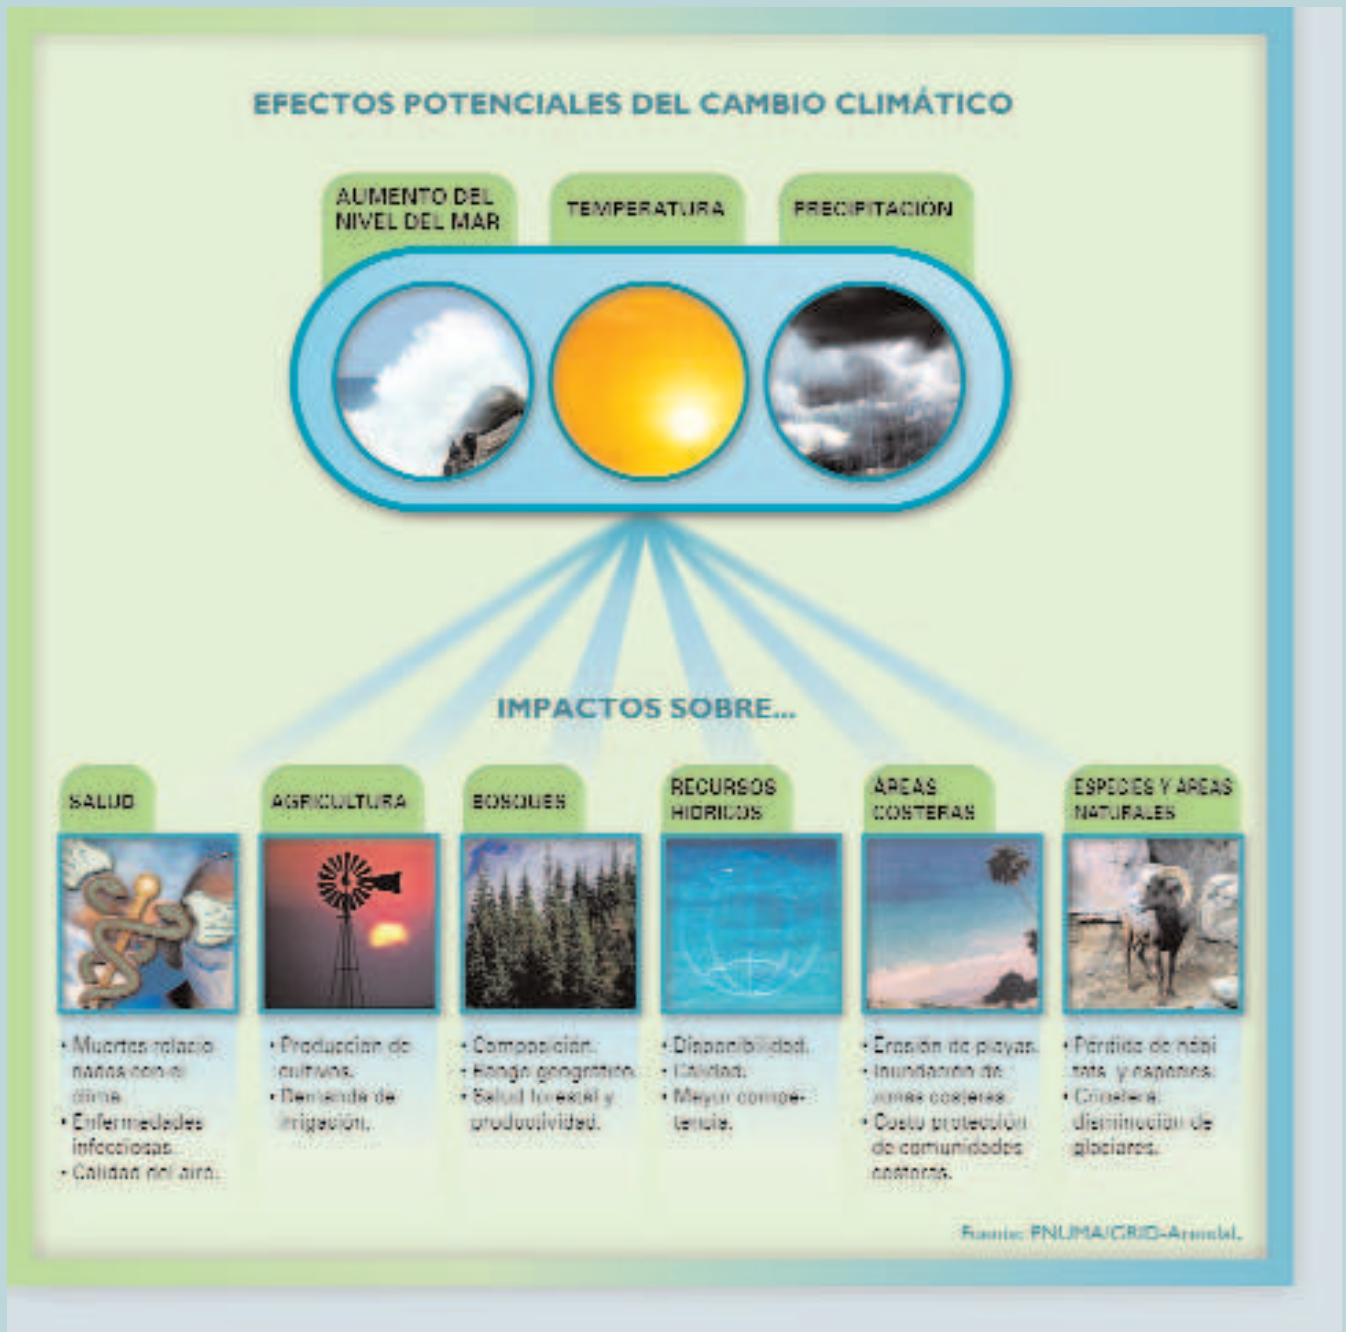 EFECTOS POTENCIALES DEL CAMBIO CLIMÁTICO
AUMENTO DEL
NIVEL DEL MAR
TEMPERATURA
PRECIPITACIÓN
IMPACTOS SOBRE...
SALUD
• Muertes relacio
nadas con el
clima.
• Enfermedades
infecciosas.
• Calidad del aire.
AGRICULTURA
• Produccion de
cultivos.
• Demanda de
irrigación.
BOSQUES
• Composición.
• Rango geográfico.
• Salud forestal y
productividad.
RECURSOS
HIDRICOS
• Disponibilidad.
• Calidad.
• Mayor compe-
tencia.
ÁREAS
COSTERAS
• Erosión de playas.
• Inundación de
zonas costeras.
• Costo protección
de comunidades
costeras.
ESPECIES Y AREAS
NATURALES
• Pérdida de hábi
tats y especies.
• Criosfera:
disminución de
glaciares.
Fuente: PNUMA/GRID-Arendal.